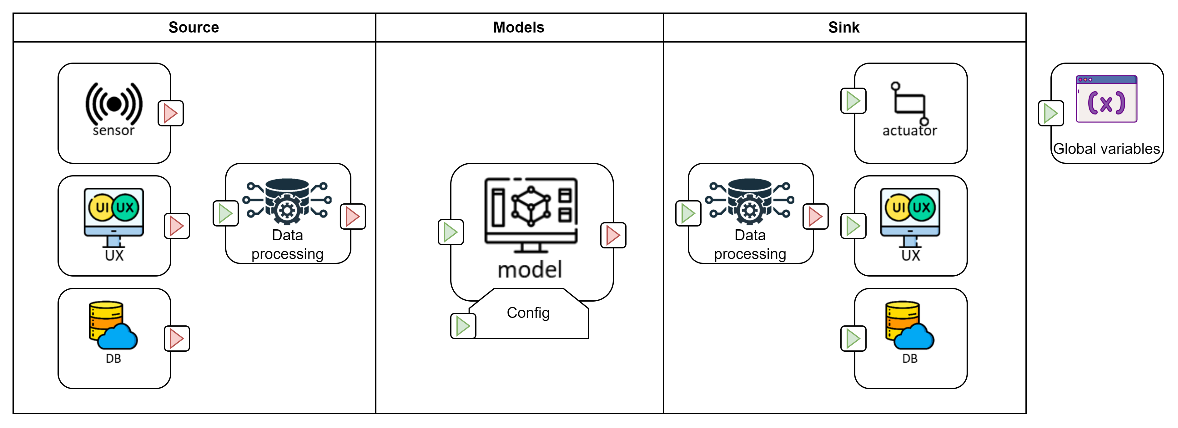 Source
Models
Sink
sensor
UI UX
UX
DB
Data
processing
model
Config
Data
processing
actuator
UI UX
UX
DB
(x)
Global variables